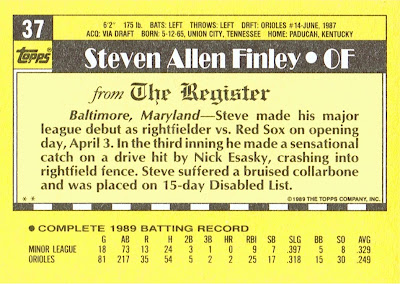 37
6'2" 175 lb. BATS: LEFT THROWS: LEFT DRFT: ORIOLES #14-JUNE, 1987
ACQ: VIA DRAFT BORN: 5-12-65, UNION CITY, TENNESSEE HOME: PADUCAH, KENTUCKY
Topps®
Steven Allen Finley • OF
from The Register
Baltimore, Maryland—Steve made his major
league debut as rightfielder vs. Red Sox on opening
day, April 3. In the third inning he made a sensational
catch on a drive hit by Nick Esasky, crashing into
rightfield fence. Steve suffered a bruised collarbone
and was placed on 15-day Disabled List.
* * ©1989 THE TOPPS COMPANY, INC.
• COMPLETE 1989 BATTING RECORD
G AB R H 2B 3B HR RBI SB SLG BB SO AVG
MINOR LEAGUE 18 73 13 24 3 1 0 9 7 .397 5 8 .329
ORIOLES 81 217 35 54 5 2 2 25 17 .318 15 30 .249